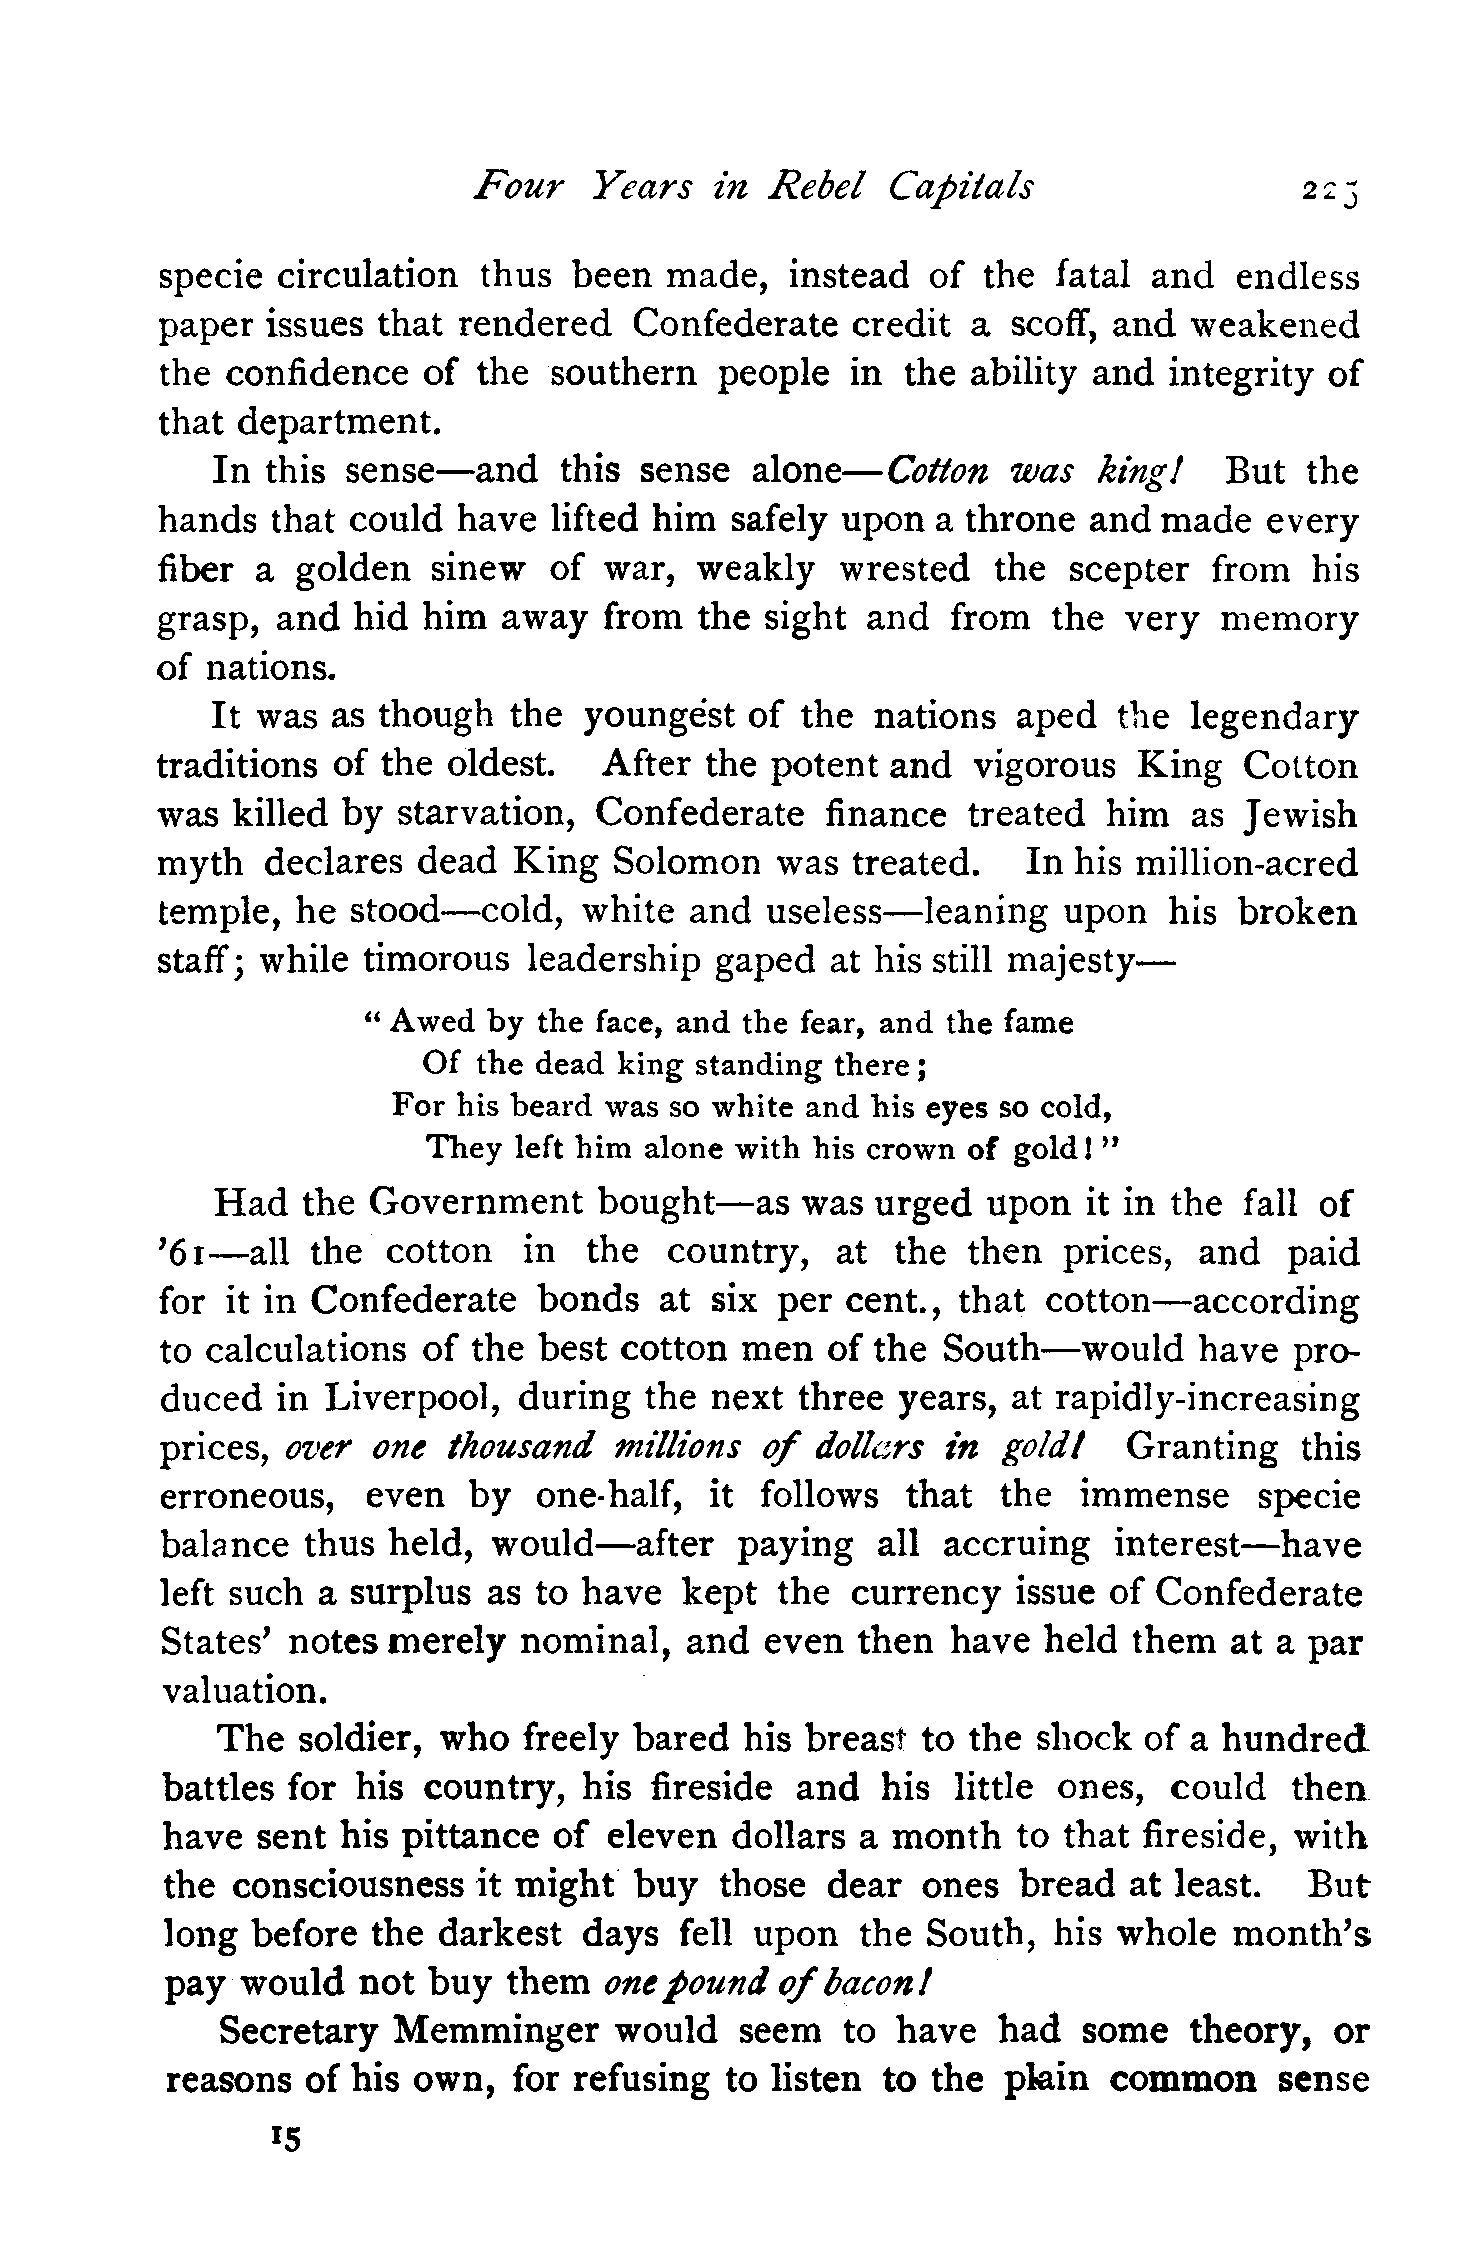 Four Years in Rebel Capitals 225
specie circulation thus been made, instead of the fatal and endless
paper issues that rendered Confederate credit a scoff, and weakened
the confidence of the southern people in the ability and integrity of
that department.
In this sense—and this sense alone—Cotton was king! But the
hands that could have lifted him safely upon a throne and made every
fiber a golden sinew of war, weakly wrested the scepter from his
grasp, and hid him away from the sight and from the very memory
of nations.
It was as though the youngest of the nations aped the legendary
traditions of the oldest. After the potent and vigorous King Cotton
was killed by starvation, Confederate finance treated him as Jewish
myth declares dead King Solomon was treated. In his million-acred
temple, he stood—cold, white and useless—leaning upon his broken
staff; while timorous leadership gaped at his still majesty—
“Awed by the face, and the fear, and the fame
Of the dead king standing there;
For his beard was so white and his eyes so cold,
They left him alone with his crown of gold!”
Had the Government bought—as was urged upon it in the fall of
’61—all the cotton in the country, at the then prices, and paid
for it in Confederate bonds at six per cent., that cotton—according
to calculations of the best cotton men of the South—would have pro-
duced in Liverpool, during the next three years, at rapidly-increasing
prices, over one thousand millions of dollars in gold! Granting this
erroneous, even by one-half, it follows that the immense specie
balance thus held, would—after paying all accruing interest—have
left such a surplus as to have kept the currency issue of Confederate
States’ notes merely nominal, and even then have held them at a par
valuation.
The soldier, who freely bared his breast to the shock of a hundred
battles for his country, his fireside and his little ones, could then
have sent his pittance of eleven dollars a month to that fireside, with
the consciousness it might buy those dear ones bread at least. But
long before the darkest days fell upon the South, his whole month’s
pay would not buy them one pound of bacon!
Secretary Memminger would seem to have had some theory, or
reasons of his own, for refusing to listen to the plain common sense
15